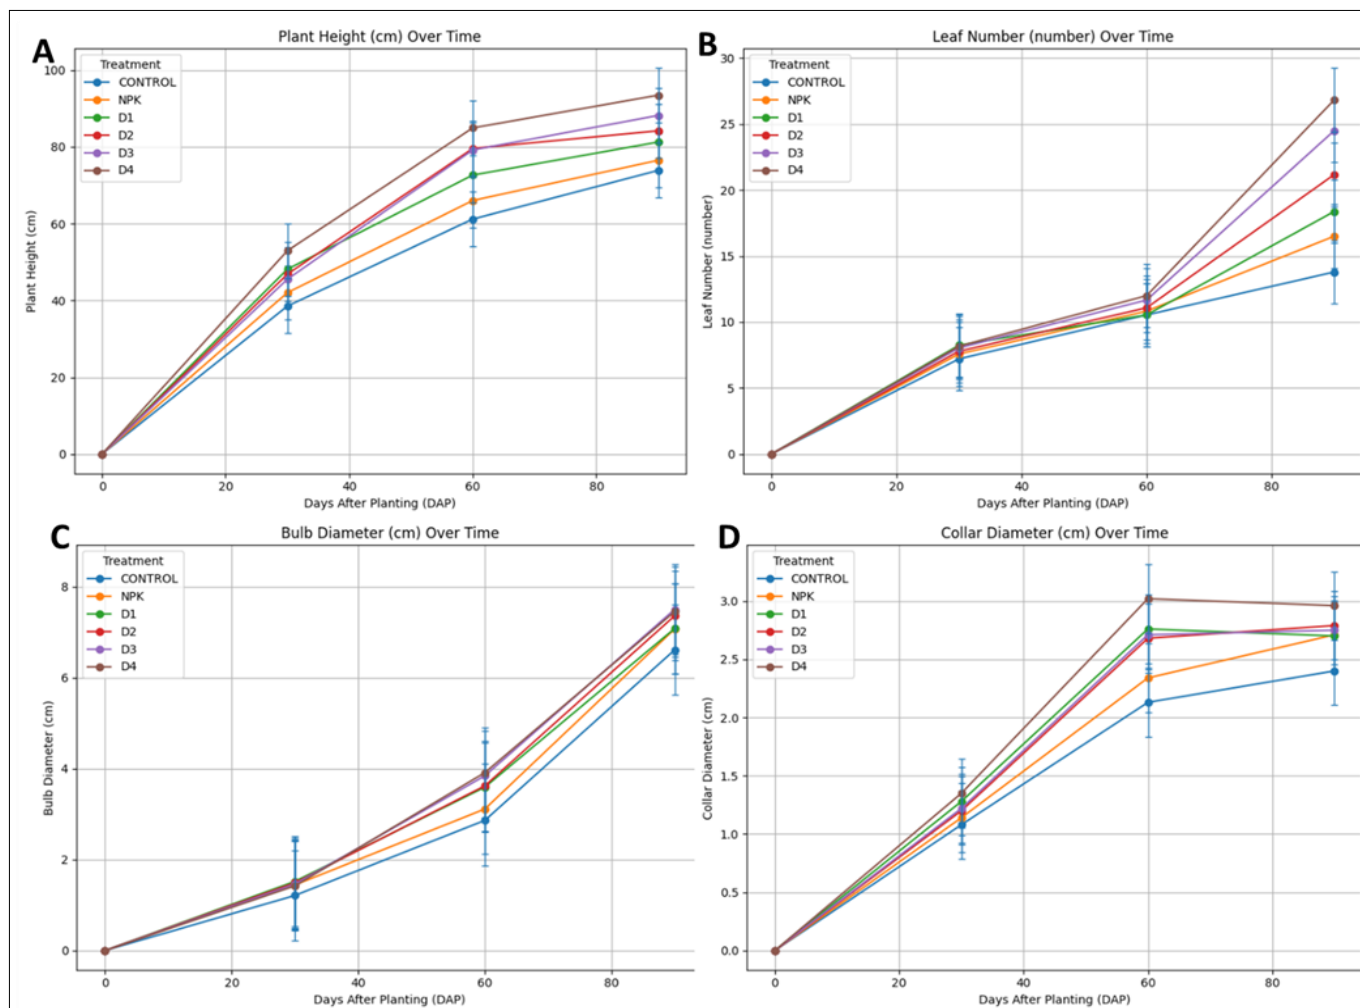 A
Plant Height (cm) Over Time
Treatment
CONTROL
NPK
D1
D2
D3
D4
Plant Height (cm)
100
80
60
40
20
0
0 20 40 60 80
Days After Planting (DAP)
B
Leaf Number (number) Over Time
Treatment
CONTROL
NPK
D1
D2
D3
D4
Leaf Number (number)
30
25
20
15
10
5
0
0 20 40 60 80
Days After Planting (DAP)
C
Bulb Diameter (cm) Over Time
Treatment
CONTROL
NPK
D1
D2
D3
D4
Bulb Diameter (cm)
8
6
4
2
0
0 20 40 60 80
Days After Planting (DAP)
D
Collar Diameter (cm) Over Time
Treatment
CONTROL
NPK
D1
D2
D3
D4
Collar Diameter (cm)
3.0
2.5
2.0
1.5
1.0
0.5
0.0
0 20 40 60 80
Days After Planting (DAP)